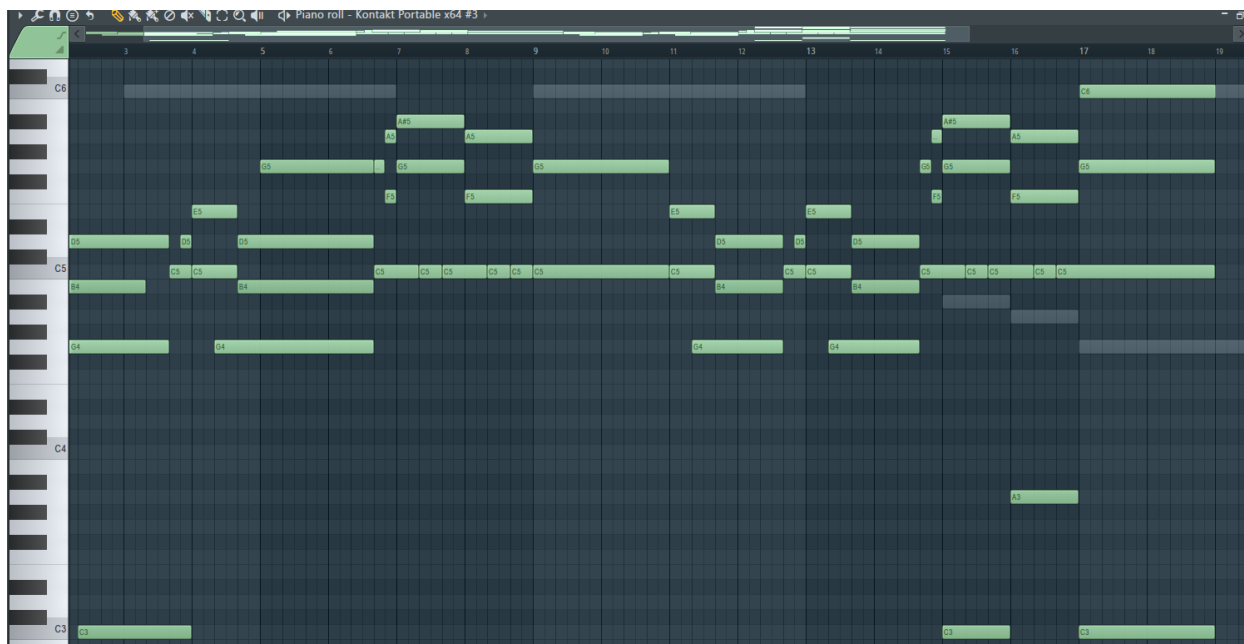 Piano roll - Kontakt Portable x64 #3
3 4 5 6 7 8 9 10 11 12 13 14 15 16 17 18 19
C6 C6
A#5 A#5
A5 A5 .. A5
G5 .. G5 G5 G5 G5 G5
F5 F5 F5 F5
E5 E5 E5
D5 D5 D5 D5 D5 D5
C5 C5 C5 C5 C5 C5 C5 C5 C5 C5 C5 C5 C5 C5 C5 C5 C5
B4 B4 B4 B4
G4 G4 G4 G4
C4
A3
C3 C3 C3 C3